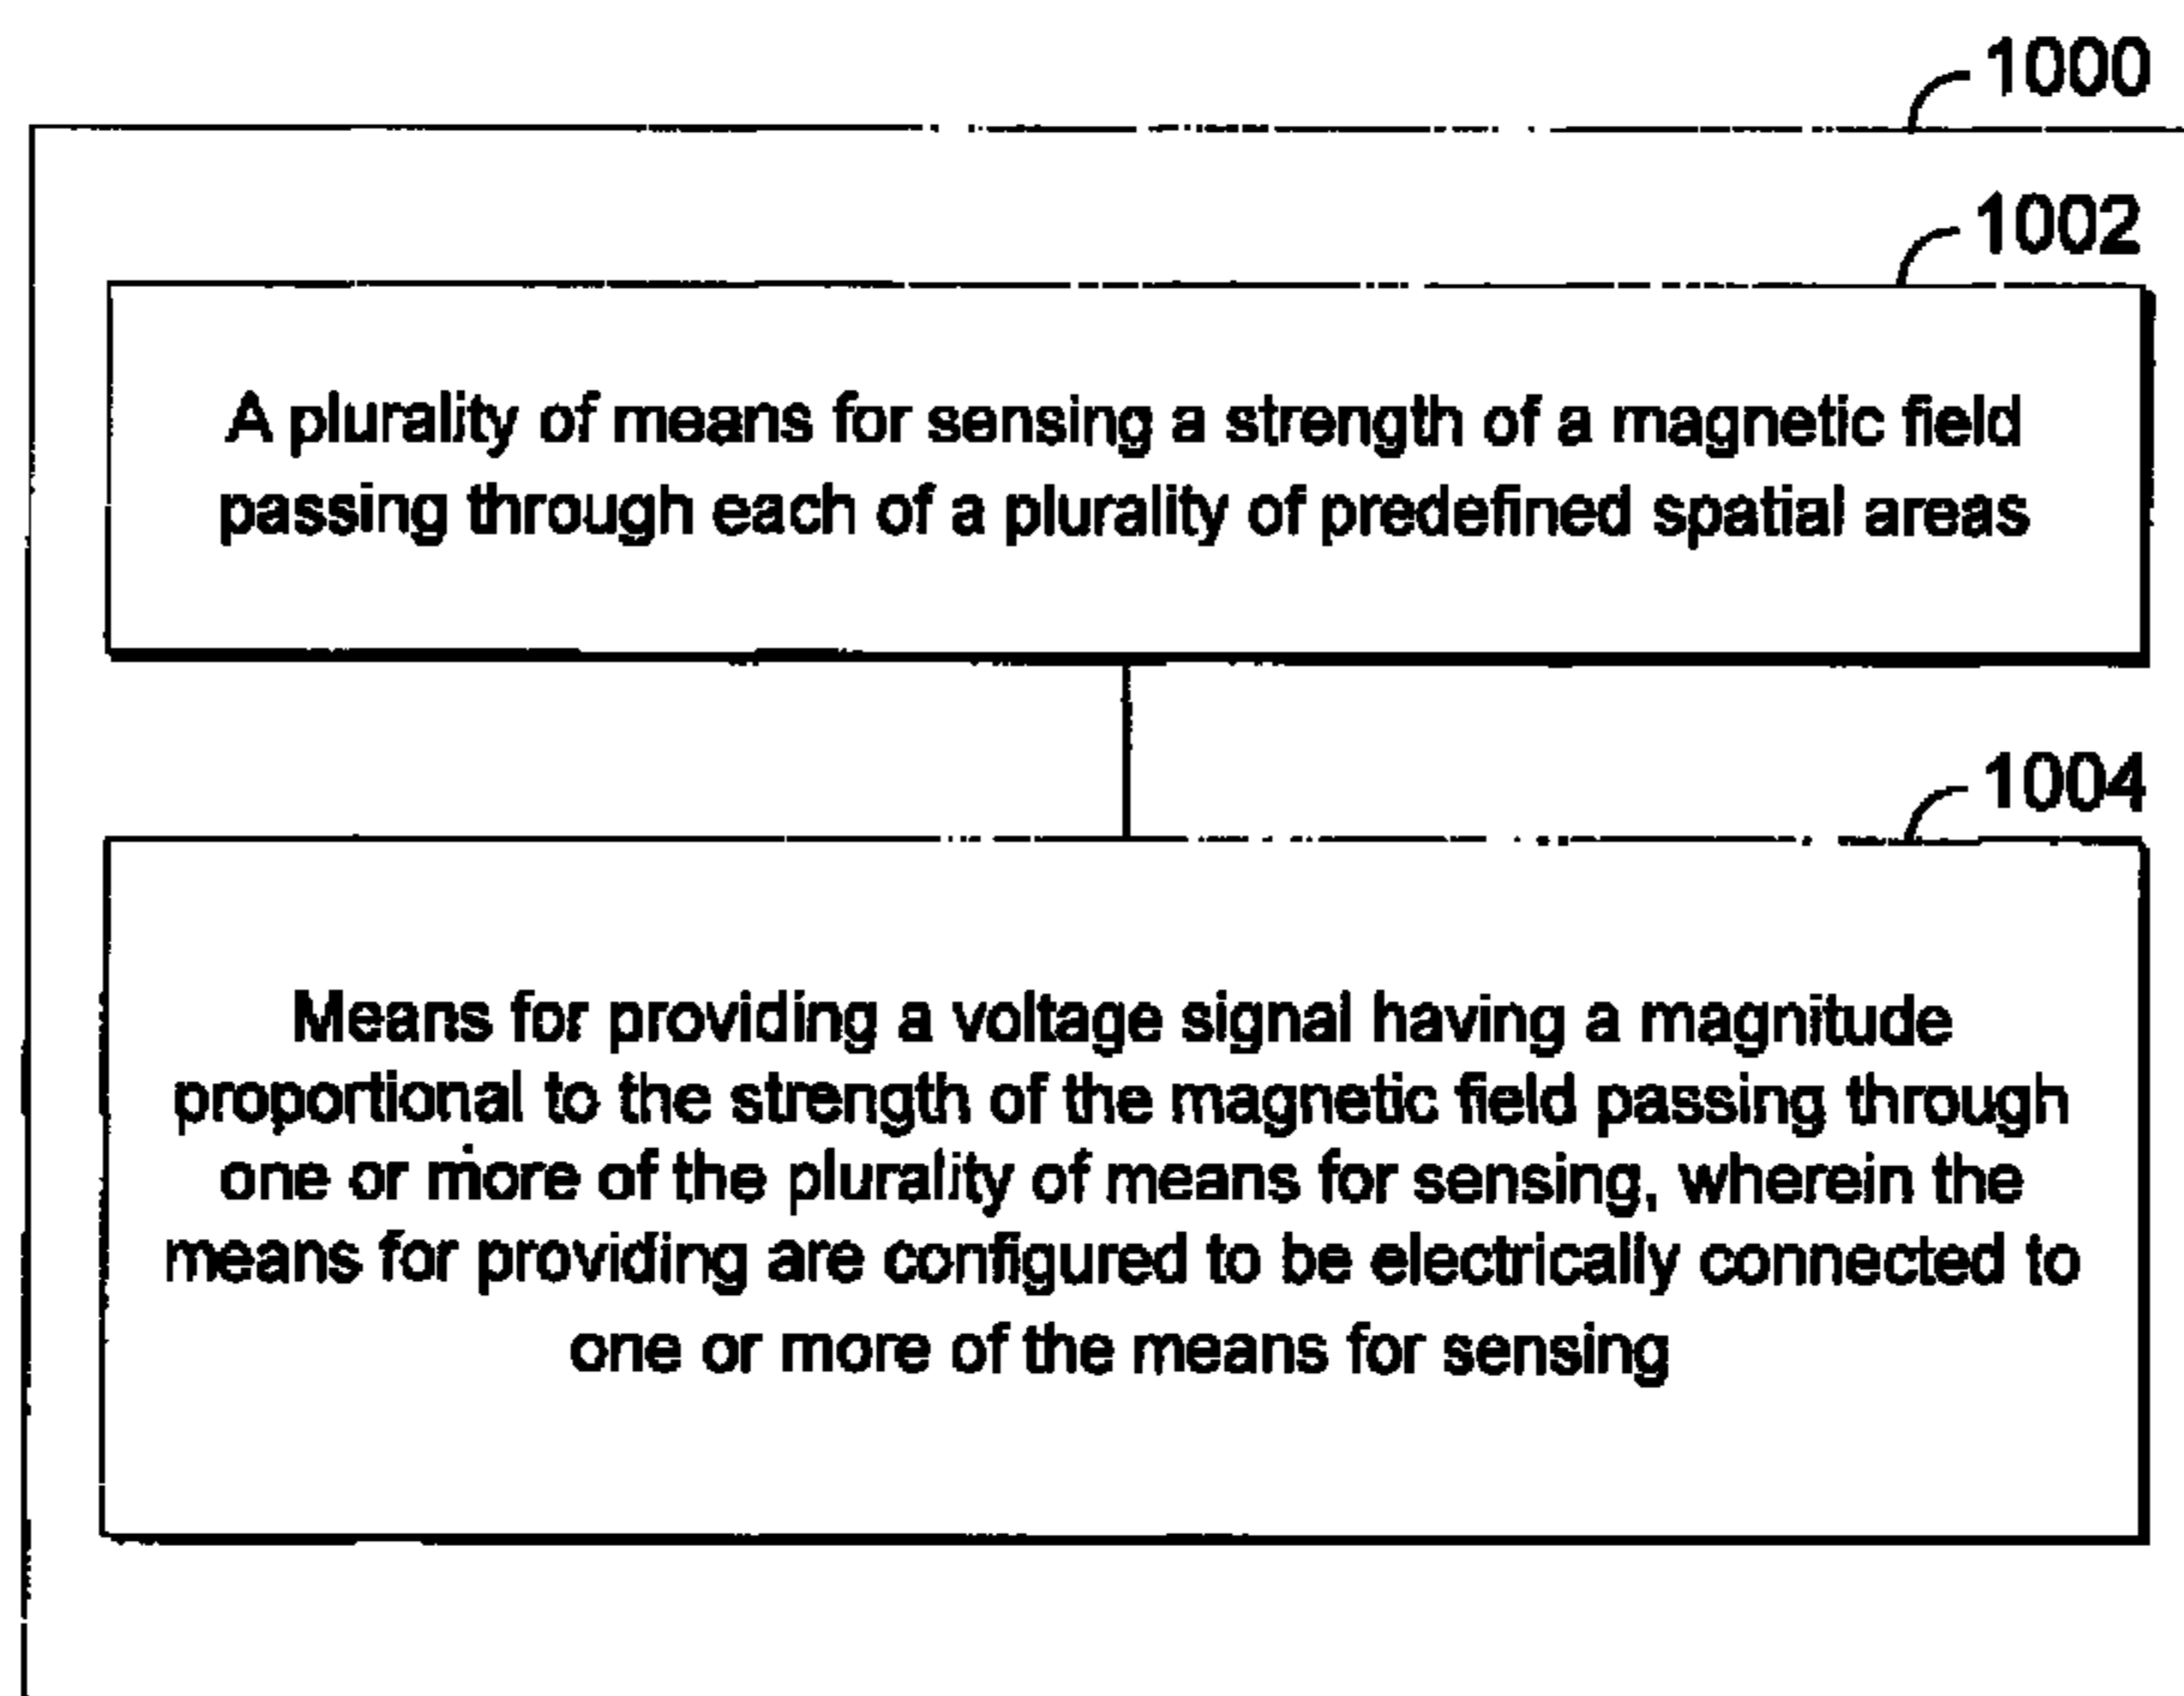 1000
1002
A plurality of means for sensing a strength of a magnetic field
passing through each of a plurality of predefined spatial areas
1004
Means for providing a voltage signal having a magnitude
proportional to the strength of the magnetic field passing through
one or more of the plurality of means for sensing, wherein the
means for providing are configured to be electrically connected to
one or more of the means for sensing